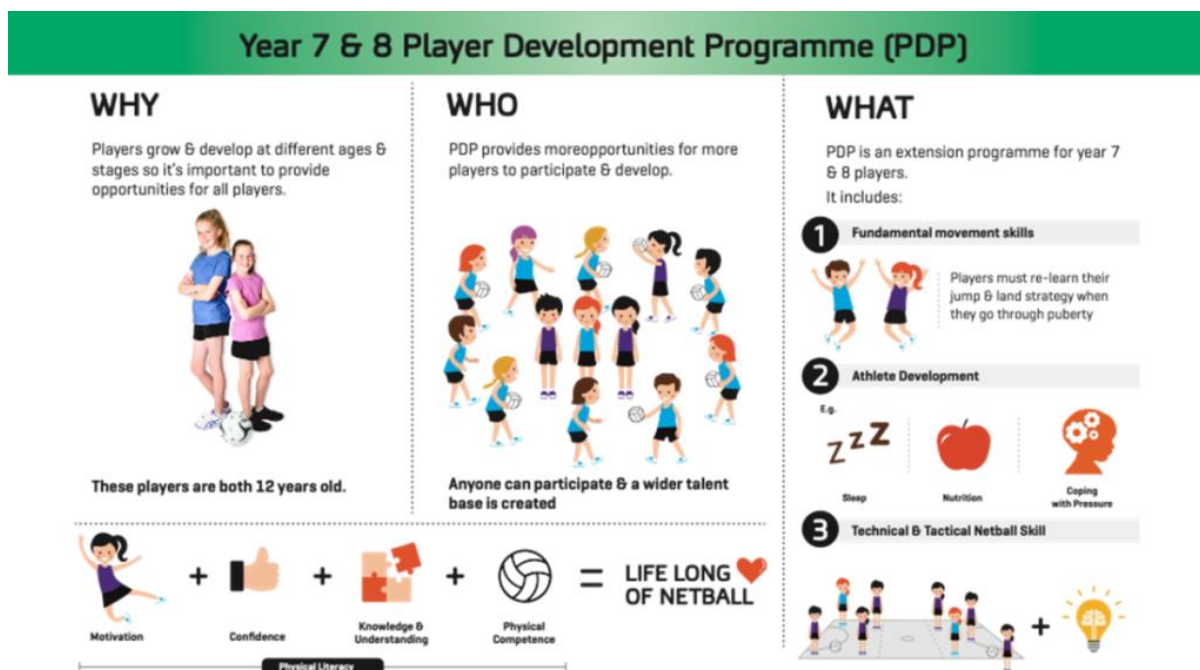 Year 7 & 8 Player Development Programme (PDP)
WHY
Players grow & develop at different ages &
stages so it's important to provide
opportunities for all players.
These players are both 12 years old.
WHO
PDP provides moreopportunities for more
players to participate & develop.
Anyone can participate & a wider talent
base is created
WHAT
PDP is an extension programme for year 7
& 8 players.
It includes:
1 Fundamental movement skills
Players must re-learn their
jump & land strategy when
they go through puberty
2 Athlete Development
E.g.
ZZZ
Sleep
Nutrition
Coping
with Pressure
3 Technical & Tactical Netball Skill
+
+ + + =
Motivation
Confidence
Knowledge &
Understanding
Physical
Competence
LIFE LONG
OF NETBALL
Physical Literacy